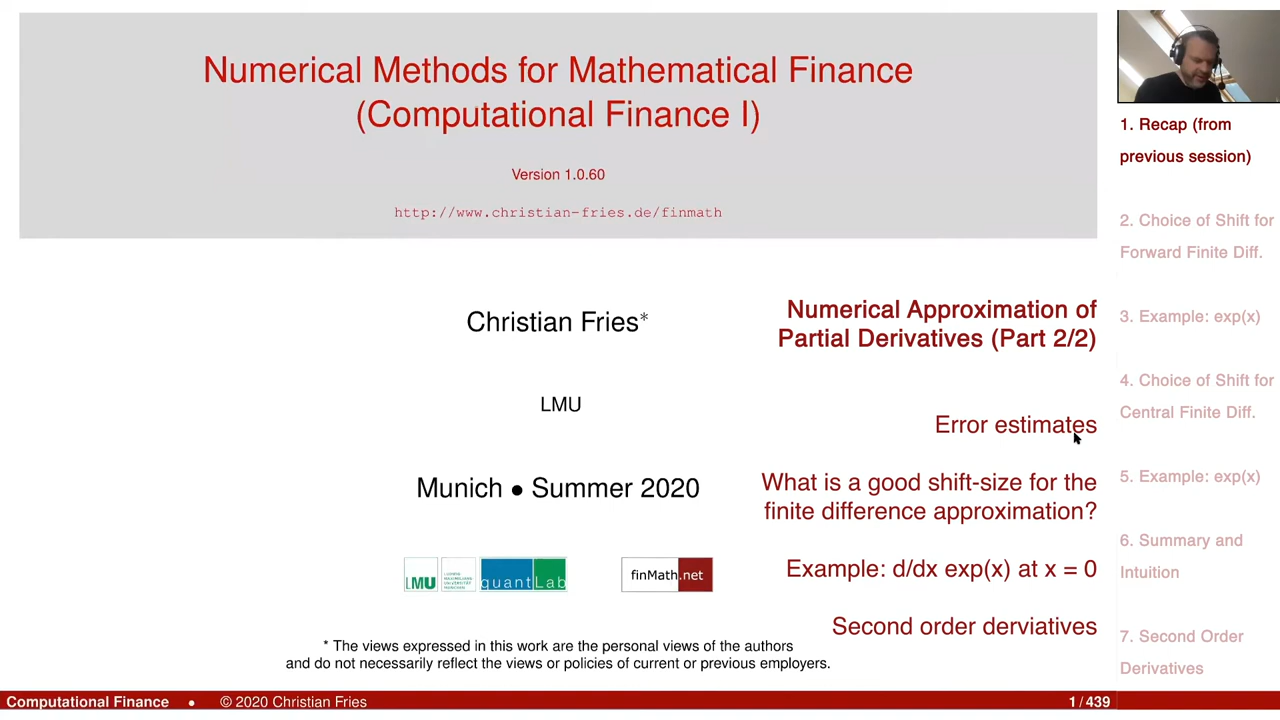 Numerical Methods for Mathematical Finance
(Computational Finance I)
Version 1.0.60
http://www.christian-fries.de/finmath
Christian Fries*
LMU
Munich • Summer 2020
LMU
quantLab
finMath.net
* The views expressed in this work are the personal views of the authors
and do not necessarily reflect the views or policies of current or previous employers.
Numerical Approximation of
Partial Derivatives (Part 2/2)
Error estimates
What is a good shift-size for the
finite difference approximation?
Example: d/dx exp(x) at x = 0
Second order derviatives
1. Recap (from
previous session)
2. Choice of Shift for
Forward Finite Diff.
3. Example: exp(x)
4. Choice of Shift for
Central Finite Diff.
5. Example: exp(x)
6. Summary and
Intuition
7. Second Order
Derivatives
Computational Finance • © 2020 Christian Fries
1 / 439